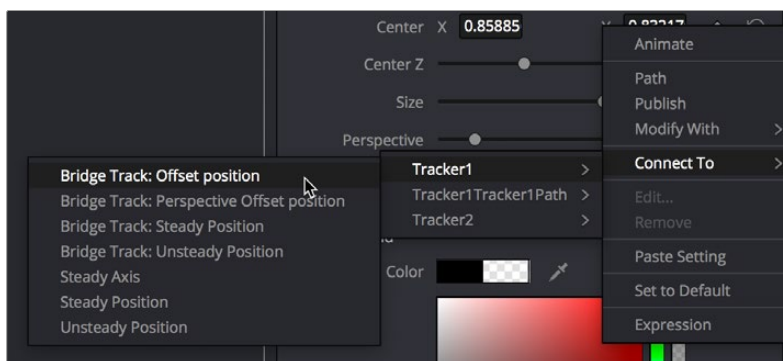 Center X 0.85885 Y 0.83217
Animate
Center Z
Path
Size
Publish
Modify With
Perspective
Connect To
Tracker1
Tracker1Tracker1Path
Tracker2
Bridge Track: Offset position
Bridge Track: Perspective Offset position
Bridge Track: Steady Position
Bridge Track: Unsteady Position
Steady Axis
Steady Position
Unsteady Position
Edit...
Remove
Color
Paste Setting
Set to Default
Expression